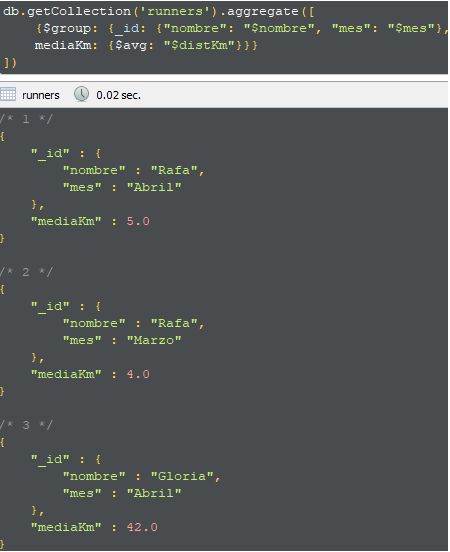 db.getCollection('runners').aggregate([
    {$group: {_id: {"nombre": "$nombre", "mes": "$mes"},
    mediaKm: {$avg: "$distKm"}}}
])
runners 0.02 sec.
/* 1 */
{
    "_id" : {
        "nombre" : "Rafa",
        "mes" : "Abril"
    },
    "mediaKm" : 5.0
}
/* 2 */
{
    "_id" : {
        "nombre" : "Rafa",
        "mes" : "Marzo"
    },
    "mediaKm" : 4.0
}
/* 3 */
{
    "_id" : {
        "nombre" : "Gloria",
        "mes" : "Abril"
    },
    "mediaKm" : 42.0
}